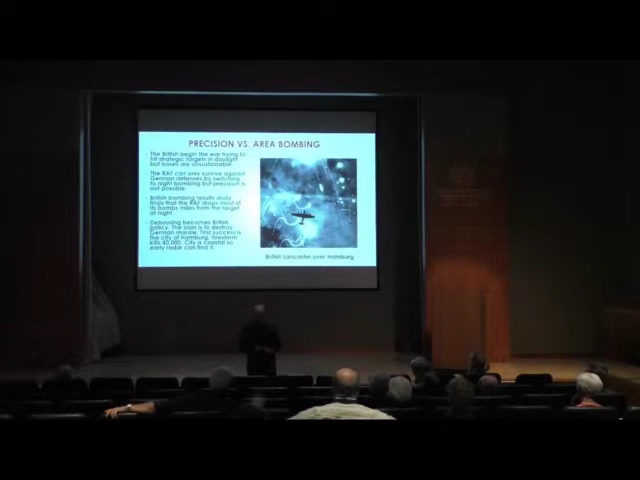 PRECISION VS. AREA BOMBING
The British begin the war trying to
hit strategic targets in daylight
but losses are unsustainable
The RAF can only survive against
German defenses by switching
to night bombing but precision is
not possible.
British bombing results study
finds that the RAF drops most of
its bombs miles from the target
at night
Dehousing becomes British
policy. The plan is to destroy
German morale. First success is
the city of Hamburg. Firestorm
kills 40,000. City is coastal so
early radar can find it.
British Lancaster over Hamburg